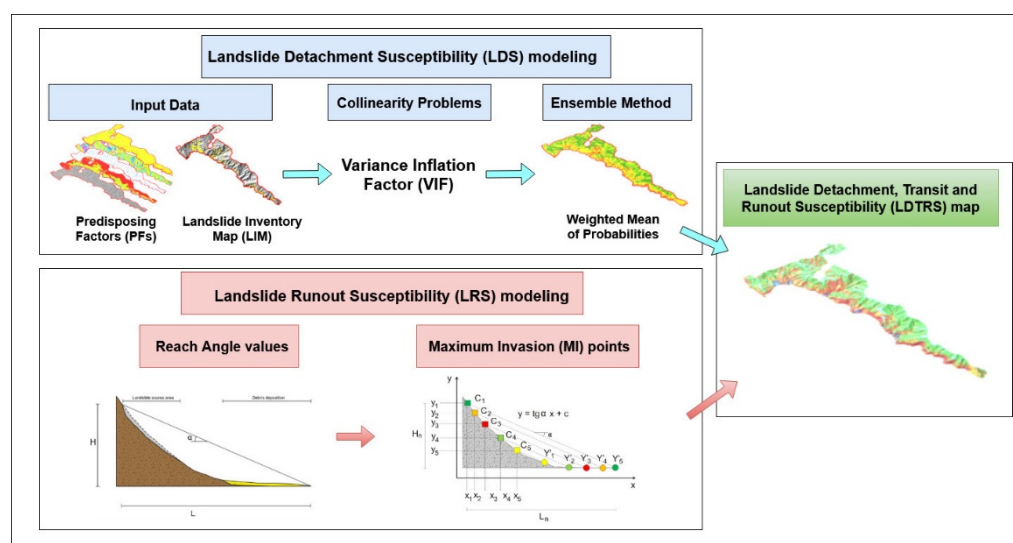 Landslide Detachment Susceptibility (LDS) modeling
Input Data
Collinearity Problems
Ensemble Method
Variance Inflation
Factor (VIF)
Predisposing
Factors (PFs)
Landslide Inventory
Map (LIM)
Weighted Mean
of Probabilities
Landslide Detachment, Transit and
Runout Susceptibility (LDTRS) map
Landslide Runout Susceptibility (LRS) modeling
Reach Angle values
Maximum Invasion (MI) points
Landslide source area
Debris deposition
H
α
L
y
y₁
y₂
y₃
y₄
y₅
Hₙ
C₁
C₂
C₃
C₄
C₅
y = tg α x + c
α
Y'₁
Y'₂
Y'₃
Y'₄
Y'₅
x
x₁
x₂
x₃
x₄
x₅
Lₙ